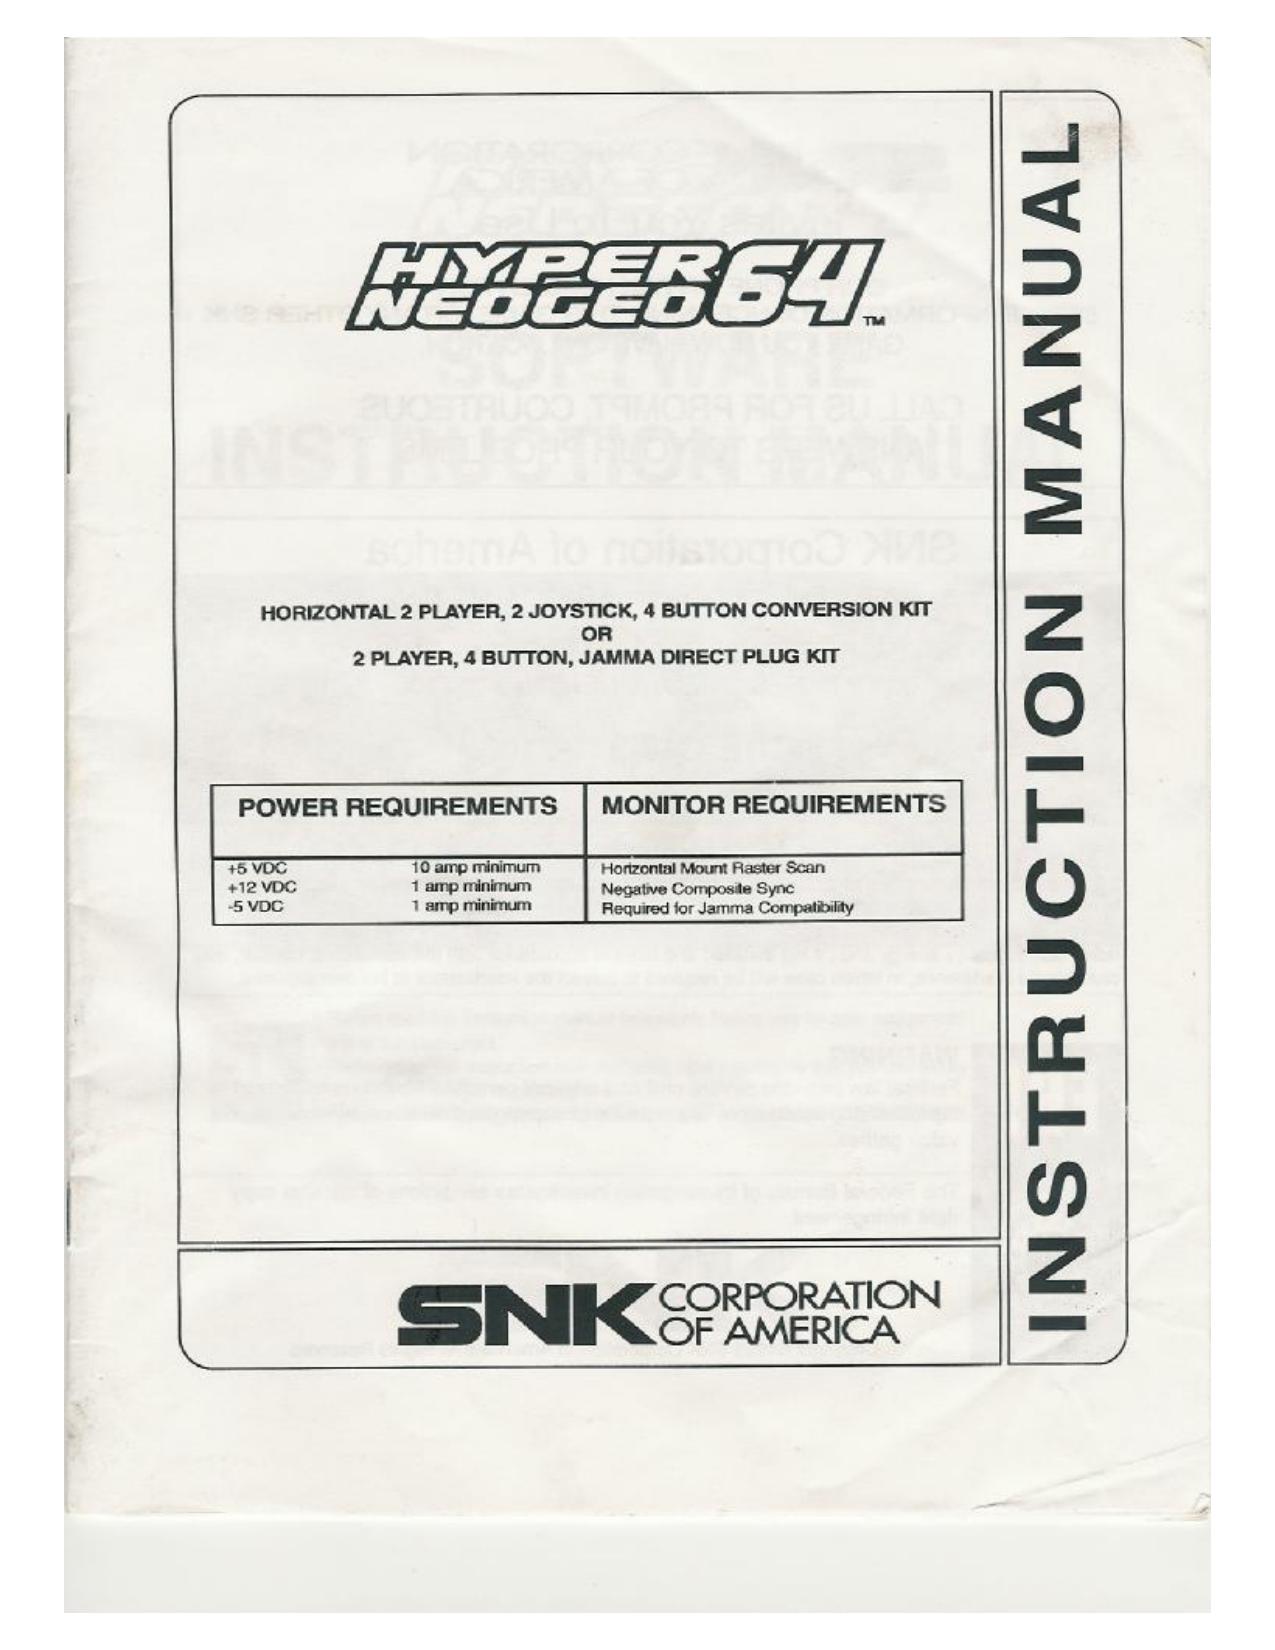 HYPER
NEOGEO 64 ™
HORIZONTAL 2 PLAYER, 2 JOYSTICK, 4 BUTTON CONVERSION KIT
OR
2 PLAYER, 4 BUTTON, JAMMA DIRECT PLUG KIT
POWER REQUIREMENTS
+5 VDC 10 amp minimum
+12 VDC 1 amp minimum
-5 VDC 1 amp minimum
MONITOR REQUIREMENTS
Horizontal Mount Raster Scan
Negative Composite Sync
Required for Jamma Compatibility
SNK CORPORATION
OF AMERICA
INSTRUCTION MANUAL